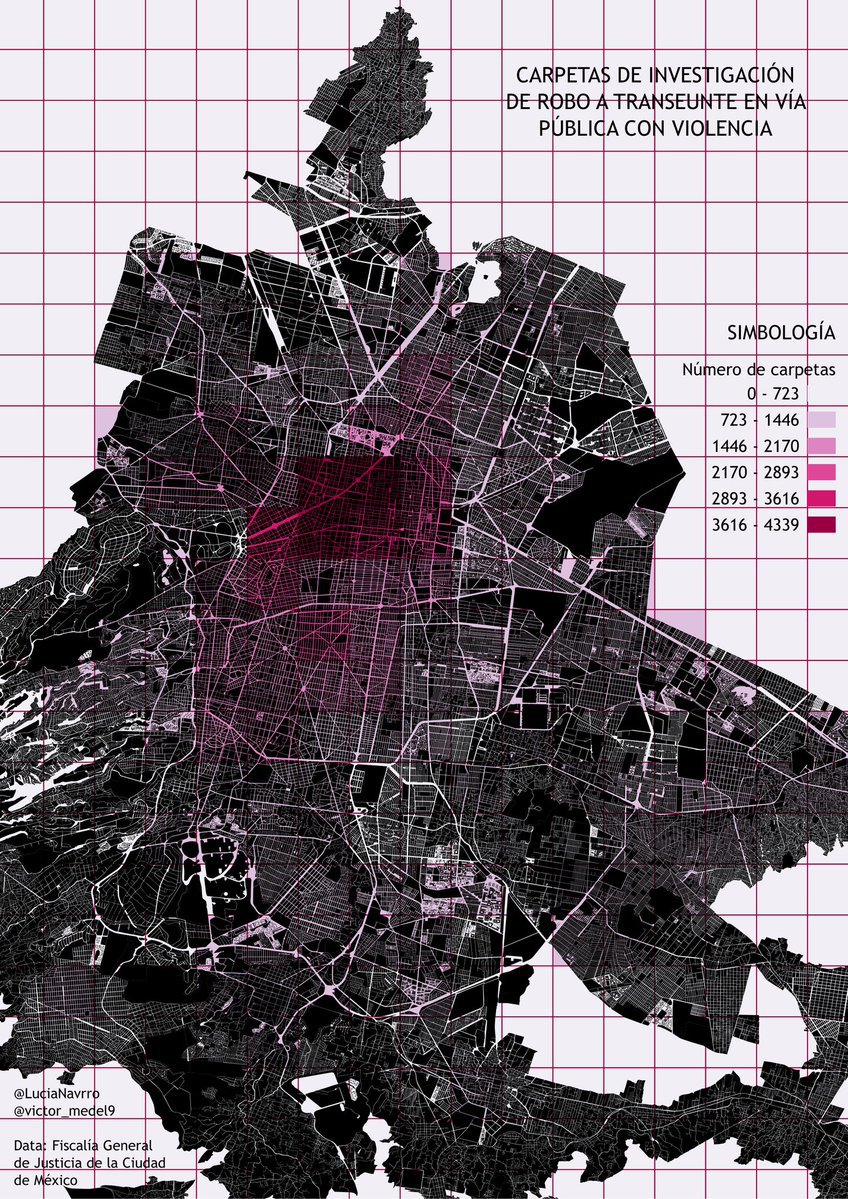 CARPETAS DE INVESTIGACIÓN
DE ROBO A TRANSEUNTE EN VÍA
PÚBLICA CON VIOLENCIA
SIMBOLOGÍA
Número de carpetas
0 - 723
723 - 1446
1446 - 2170
2170 - 2893
2893 - 3616
3616 - 4339
@LuciaNavrro
@victor_medel9
Data: Fiscalía General
de Justicia de la Ciudad
de México